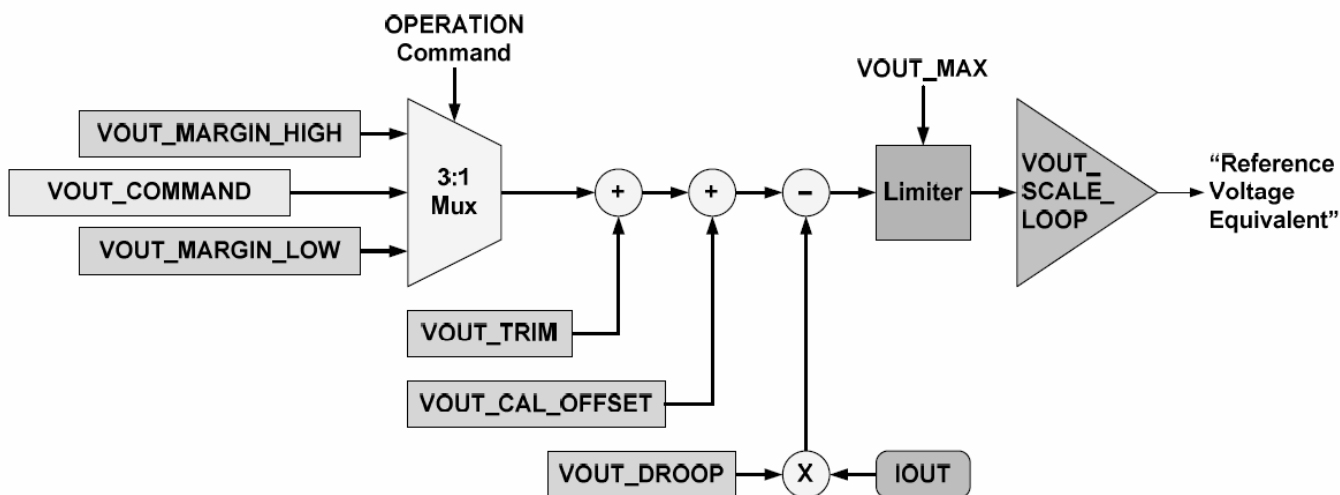 OPERATION
Command
VOUT_MAX
VOUT_MARGIN_HIGH
VOUT_COMMAND
VOUT_MARGIN_LOW
3:1
Mux
+
+
–
Limiter
VOUT_
SCALE_
LOOP
“Reference
Voltage
Equivalent”
VOUT_TRIM
VOUT_CAL_OFFSET
VOUT_DROOP
X
IOUT